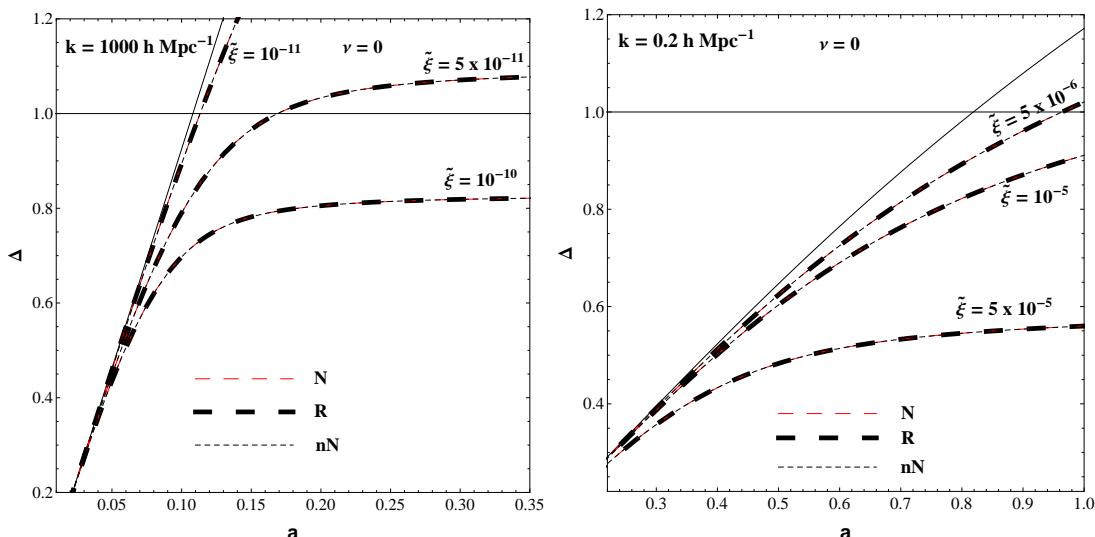 k = 1000 h Mpc⁻¹
ν = 0
ξ̃ = 10⁻¹¹
ξ̃ = 5 x 10⁻¹¹
ξ̃ = 10⁻¹⁰
N
R
nN
1.2
1.0
0.8
0.6
0.4
0.2
Δ
0.05 0.10 0.15 0.20 0.25 0.30 0.35
a
k = 0.2 h Mpc⁻¹
ν = 0
ξ̃ = 5 x 10⁻⁶
ξ̃ = 10⁻⁵
ξ̃ = 5 x 10⁻⁵
N
R
nN
1.2
1.0
0.8
0.6
0.4
Δ
0.3 0.4 0.5 0.6 0.7 0.8 0.9 1.0
a